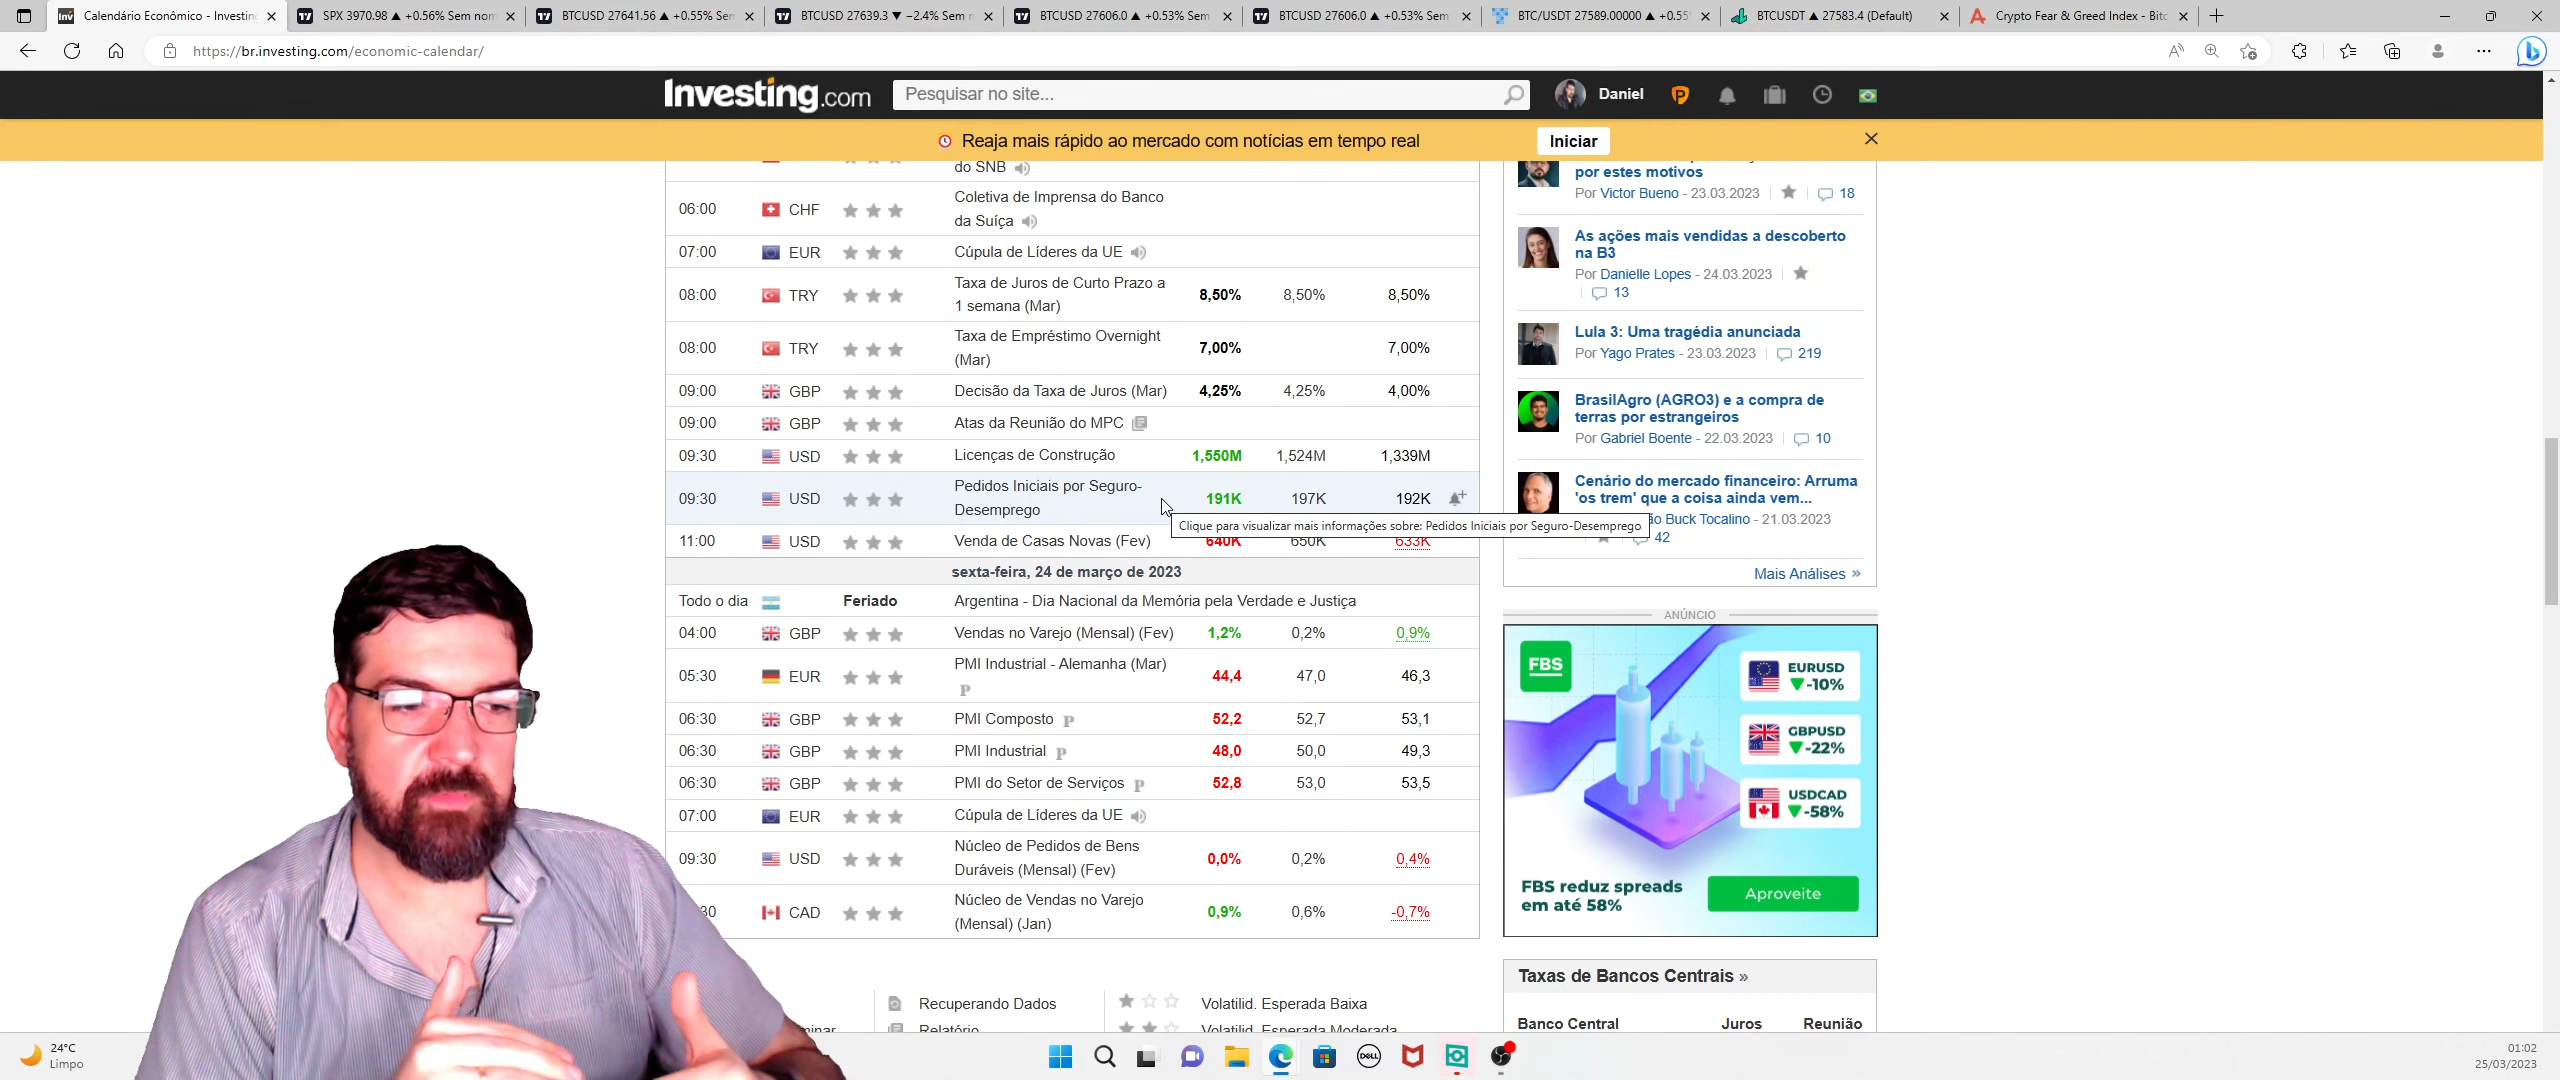 Calendário Econômico - Investing
SPX 3970.98 ▲ +0.56% Sem nom
BTCUSD 27641.56 ▲ +0.55% Sem
BTCUSD 27639.3 ▼ −2.4% Sem n
BTCUSD 27606.0 ▲ +0.53% Sem
BTCUSD 27606.0 ▲ +0.53% Sem
BTC/USDT 27589.00000 ▲ +0.55
BTCUSDT ▲ 27583.4 (Default)
Crypto Fear & Greed Index - Bitc
https://br.investing.com/economic-calendar/
Investing.com
Pesquisar no site...
Daniel
Reaja mais rápido ao mercado com notícias em tempo real
Iniciar
do SNB
06:00 CHF Coletiva de Imprensa do Banco
da Suíça
07:00 EUR Cúpula de Líderes da UE
08:00 TRY Taxa de Juros de Curto Prazo a
1 semana (Mar) 8,50% 8,50% 8,50%
08:00 TRY Taxa de Empréstimo Overnight
(Mar) 7,00% 7,00%
09:00 GBP Decisão da Taxa de Juros (Mar) 4,25% 4,25% 4,00%
09:00 GBP Atas da Reunião do MPC
09:30 USD Licenças de Construção 1,550M 1,524M 1,339M
09:30 USD Pedidos Iniciais por Seguro-
Desemprego 191K 197K 192K
Clique para visualizar mais informações sobre: Pedidos Iniciais por Seguro-Desemprego
11:00 USD Venda de Casas Novas (Fev) 640K 650K 633K
sexta-feira, 24 de março de 2023
Todo o dia Feriado Argentina - Dia Nacional da Memória pela Verdade e Justiça
04:00 GBP Vendas no Varejo (Mensal) (Fev) 1,2% 0,2% 0,9%
05:30 EUR PMI Industrial - Alemanha (Mar)
P 44,4 47,0 46,3
06:30 GBP PMI Composto P 52,2 52,7 53,1
06:30 GBP PMI Industrial P 48,0 50,0 49,3
06:30 GBP PMI do Setor de Serviços P 52,8 53,0 53,5
07:00 EUR Cúpula de Líderes da UE
09:30 USD Núcleo de Pedidos de Bens
Duráveis (Mensal) (Fev) 0,0% 0,2% 0,4%
30 CAD Núcleo de Vendas no Varejo
(Mensal) (Jan) 0,9% 0,6% -0,7%
Recuperando Dados
Volatilid. Esperada Baixa
minar
Relatório
Volatilid. Esperada Moderada
por estes motivos
Por Victor Bueno - 23.03.2023 18
As ações mais vendidas a descoberto
na B3
Por Danielle Lopes - 24.03.2023
13
Lula 3: Uma tragédia anunciada
Por Yago Prates - 23.03.2023 219
BrasilAgro (AGRO3) e a compra de
terras por estrangeiros
Por Gabriel Boente - 22.03.2023 10
Cenário do mercado financeiro: Arruma
'os trem' que a coisa ainda vem...
ão Buck Tocalino - 21.03.2023
42
Mais Análises »
ANÚNCIO
FBS
EURUSD
▼-10%
GBPUSD
▼-22%
USDCAD
▼-58%
FBS reduz spreads
em até 58%
Aproveite
Taxas de Bancos Centrais »
Banco Central Juros Reunião
24°C
Limpo
DELL
01:02
25/03/2023